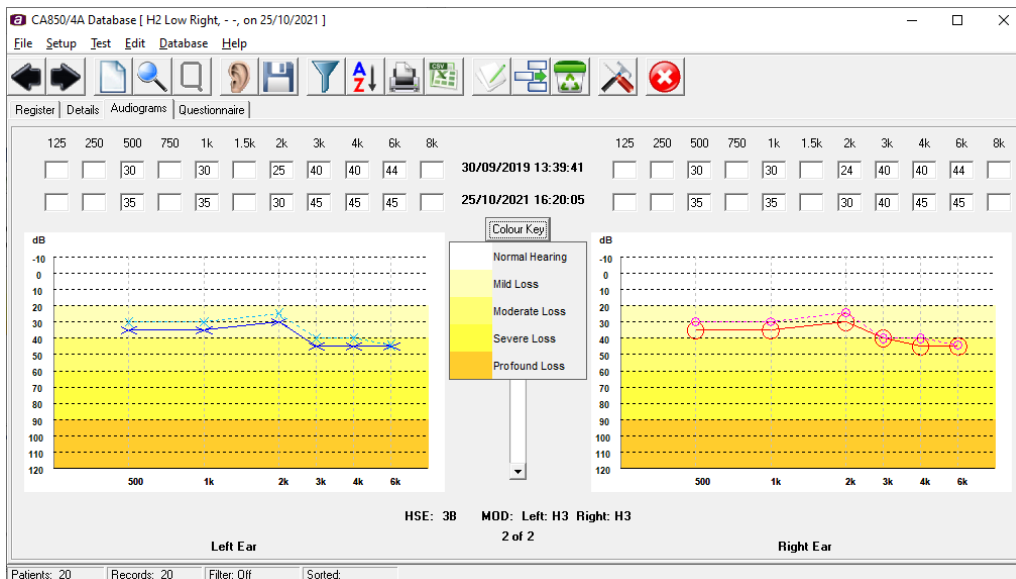 CA850/4A Database [ H2 Low Right, - -, on 25/10/2021 ]
File Setup Test Edit Database Help
A Z
CSV
Register Details Audiograms Questionnaire
125 250 500 750 1k 1.5k 2k 3k 4k 6k 8k 125 250 500 750 1k 1.5k 2k 3k 4k 6k 8k
30 30 25 40 40 44 30/09/2019 13:39:41 30 30 24 40 40 44
35 35 30 45 45 45 25/10/2021 16:20:05 35 35 30 40 45 45
Colour Key
dB
-10
0
10
20
30
40
50
60
70
80
90
100
110
120
500 1k 2k 3k 4k 6k
Normal Hearing
Mild Loss
Moderate Loss
Severe Loss
Profound Loss
dB
-10
0
10
20
30
40
50
60
70
80
90
100
110
120
500 1k 2k 3k 4k 6k
HSE: 3B MOD: Left: H3 Right: H3
2 of 2
Left Ear Right Ear
Patients: 20 Records: 20 Filter: Off Sorted: